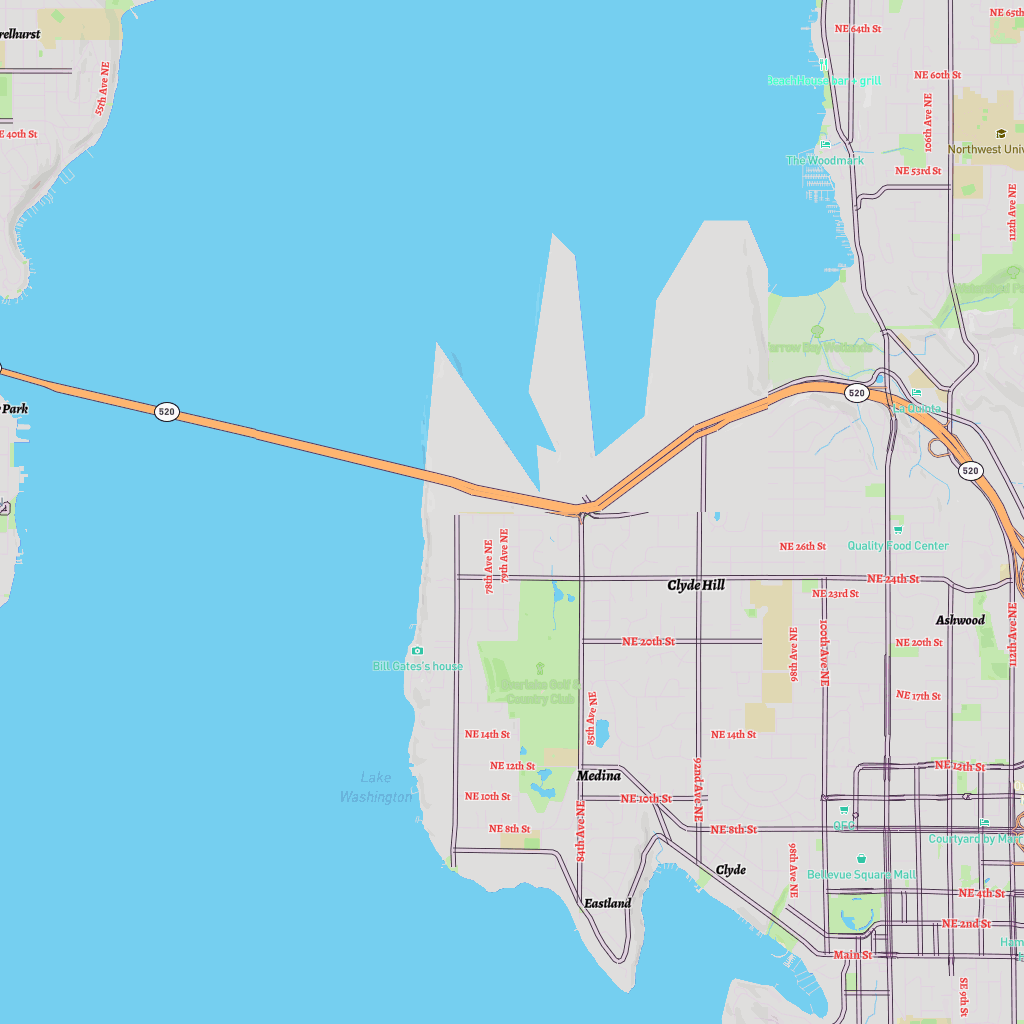 NE 65th
NE 64th St
relhurst
NE 60th St
BeachHouse bar + grill
55th Ave NE
106th Ave NE
E 40th St
Northwest Univ
The Woodmark
NE 53rd St
112th Ave NE
arrow Bay Wetlands
520
520
La Quinta
Park
520
Quality Food Center
NE 26th St
78th Ave NE
79th Ave NE
Clyde Hill
NE 24th St
NE 23rd St
Ashwood
112th Ave NE
NE 20th St
98th Ave NE
100th Ave NE
NE 20th St
Bill Gates's house
Overlake Golf &
Country Club
NE 17th St
85th Ave NE
NE 14th St
NE 14th St
NE 12th St
NE 12th St
Medina
Lake
Washington
92nd Ave NE
NE 10th St
NE 10th St
QFC
NE 8th St
NE 8th St
84th Ave NE
Courtyard by Marr
Clyde
98th Ave NE
Bellevue Square Mall
NE 4th St
Eastland
NE 2nd St
Ham
Main St
SE 9th St